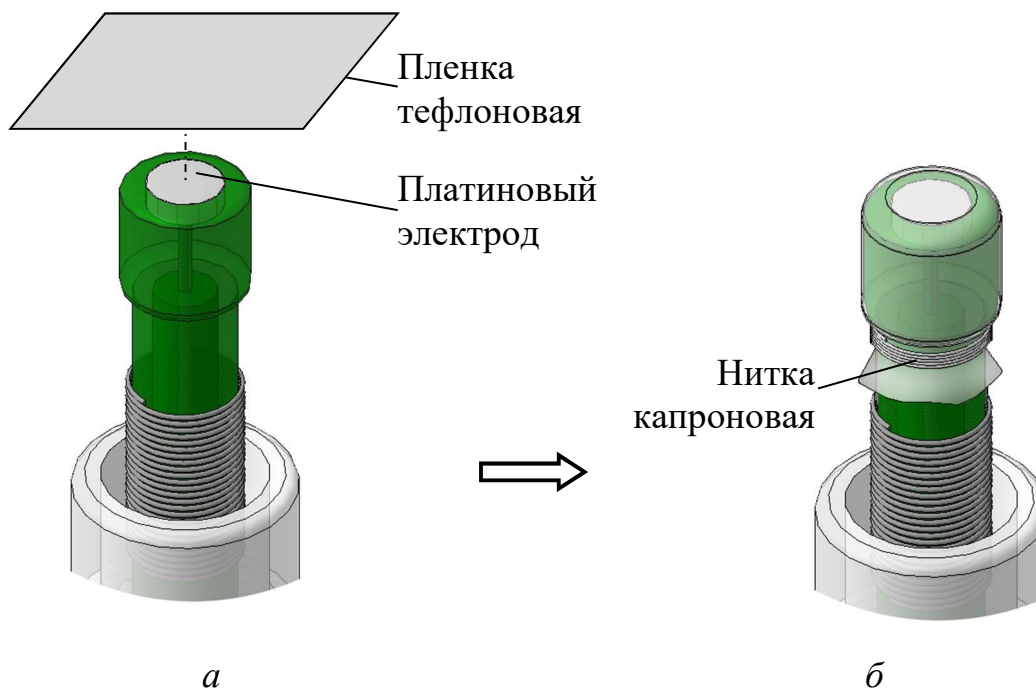 Пленка
тефлоновая
Платиновый
электрод
Нитка
капроновая
а
б